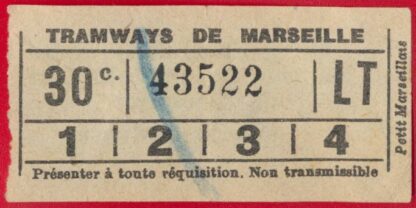 TRAMWAYS DE MARSEILLE
30c. 43522 LT
1 2 3 4
Présenter à toute réquisition. Non transmissible
Petit Marseillais